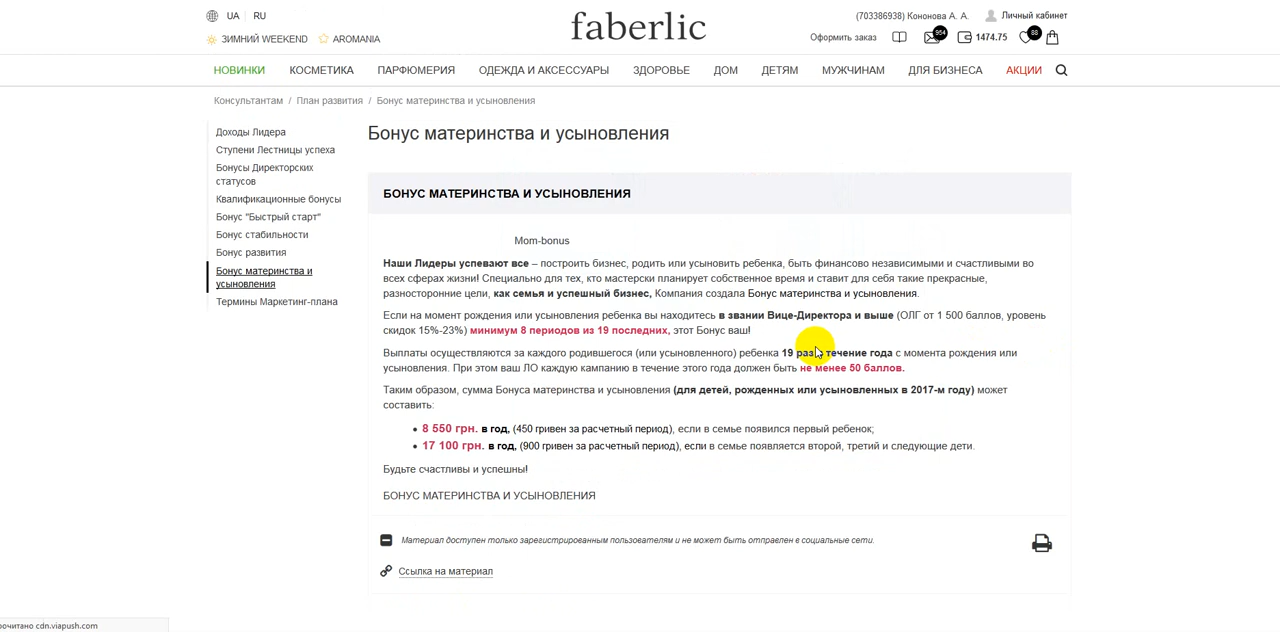 UA RU
ЗИМНИЙ WEEKEND AROMANIA
faberlic
(703386938) Кононова А. А. Личный кабинет
Оформить заказ 954 1474.75 88
НОВИНКИ КОСМЕТИКА ПАРФЮМЕРИЯ ОДЕЖДА И АКСЕССУАРЫ ЗДОРОВЬЕ ДОМ ДЕТЯМ МУЖЧИНАМ ДЛЯ БИЗНЕСА АКЦИИ
Консультантам / План развития / Бонус материнства и усыновления
Доходы Лидера
Ступени Лестницы успеха
Бонусы Директорских
статусов
Квалификационные бонусы
Бонус "Быстрый старт"
Бонус стабильности
Бонус развития
Бонус материнства и
усыновления
Термины Маркетинг-плана
Бонус материнства и усыновления
БОНУС МАТЕРИНСТВА И УСЫНОВЛЕНИЯ
Mom-bonus
Наши Лидеры успевают все – построить бизнес, родить или усыновить ребенка, быть финансово независимыми и счастливыми во
всех сферах жизни! Специально для тех, кто мастерски планирует собственное время и ставит для себя такие прекрасные,
разносторонние цели, как семья и успешный бизнес, Компания создала Бонус материнства и усыновления.
Если на момент рождения или усыновления ребенка вы находитесь в звании Вице-Директора и выше (ОЛГ от 1 500 баллов, уровень
скидок 15%-23%) минимум 8 периодов из 19 последних, этот Бонус ваш!
Выплаты осуществляются за каждого родившегося (или усыновленного) ребенка 19 раз течение года с момента рождения или
усыновления. При этом ваш ЛО каждую кампанию в течение этого года должен быть не менее 50 баллов.
Таким образом, сумма Бонуса материнства и усыновления (для детей, рожденных или усыновленных в 2017-м году) может
составить:
• 8 550 грн. в год, (450 гривен за расчетный период), если в семье появился первый ребенок;
• 17 100 грн. в год, (900 гривен за расчетный период), если в семье появляется второй, третий и следующие дети.
Будьте счастливы и успешны!
БОНУС МАТЕРИНСТВА И УСЫНОВЛЕНИЯ
Материал доступен только зарегистрированным пользователям и не может быть отправлен в социальные сети.
Ссылка на материал
рочитано cdn.viapush.com